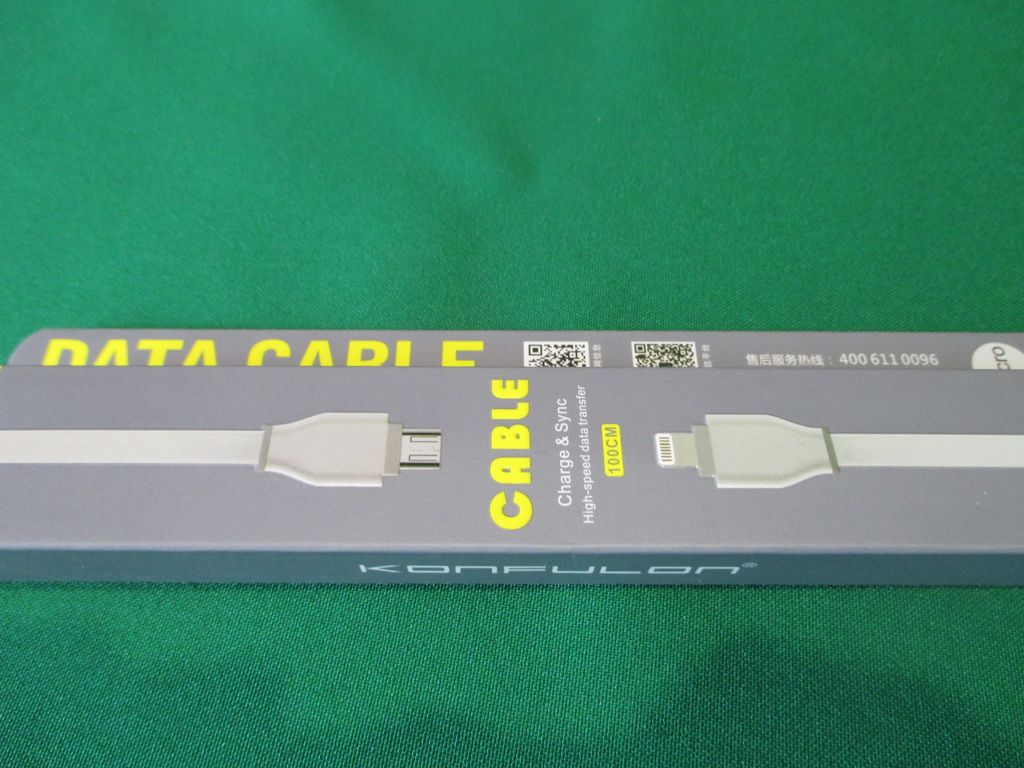 DATA CABLE
售后服务热线：400 611 0096
CABLE
Charge & Sync
High-speed data transfer
100CM
KONFULON®